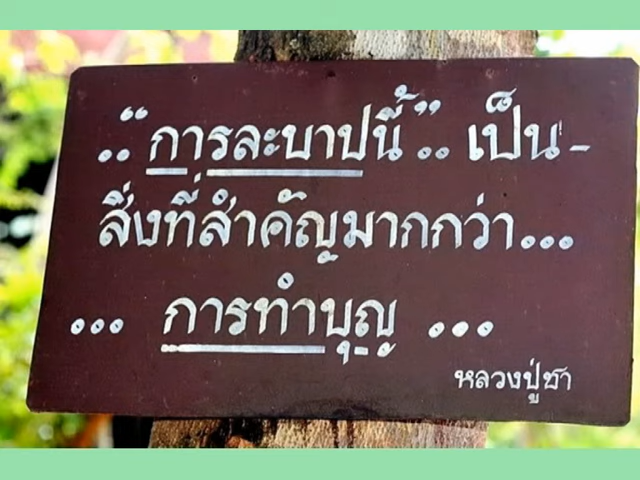 ..“การละบาปนี้”.. เป็น-
สิ่งที่สำคัญมากกว่า...
... การทำบุญ ...
หลวงปู่ชา